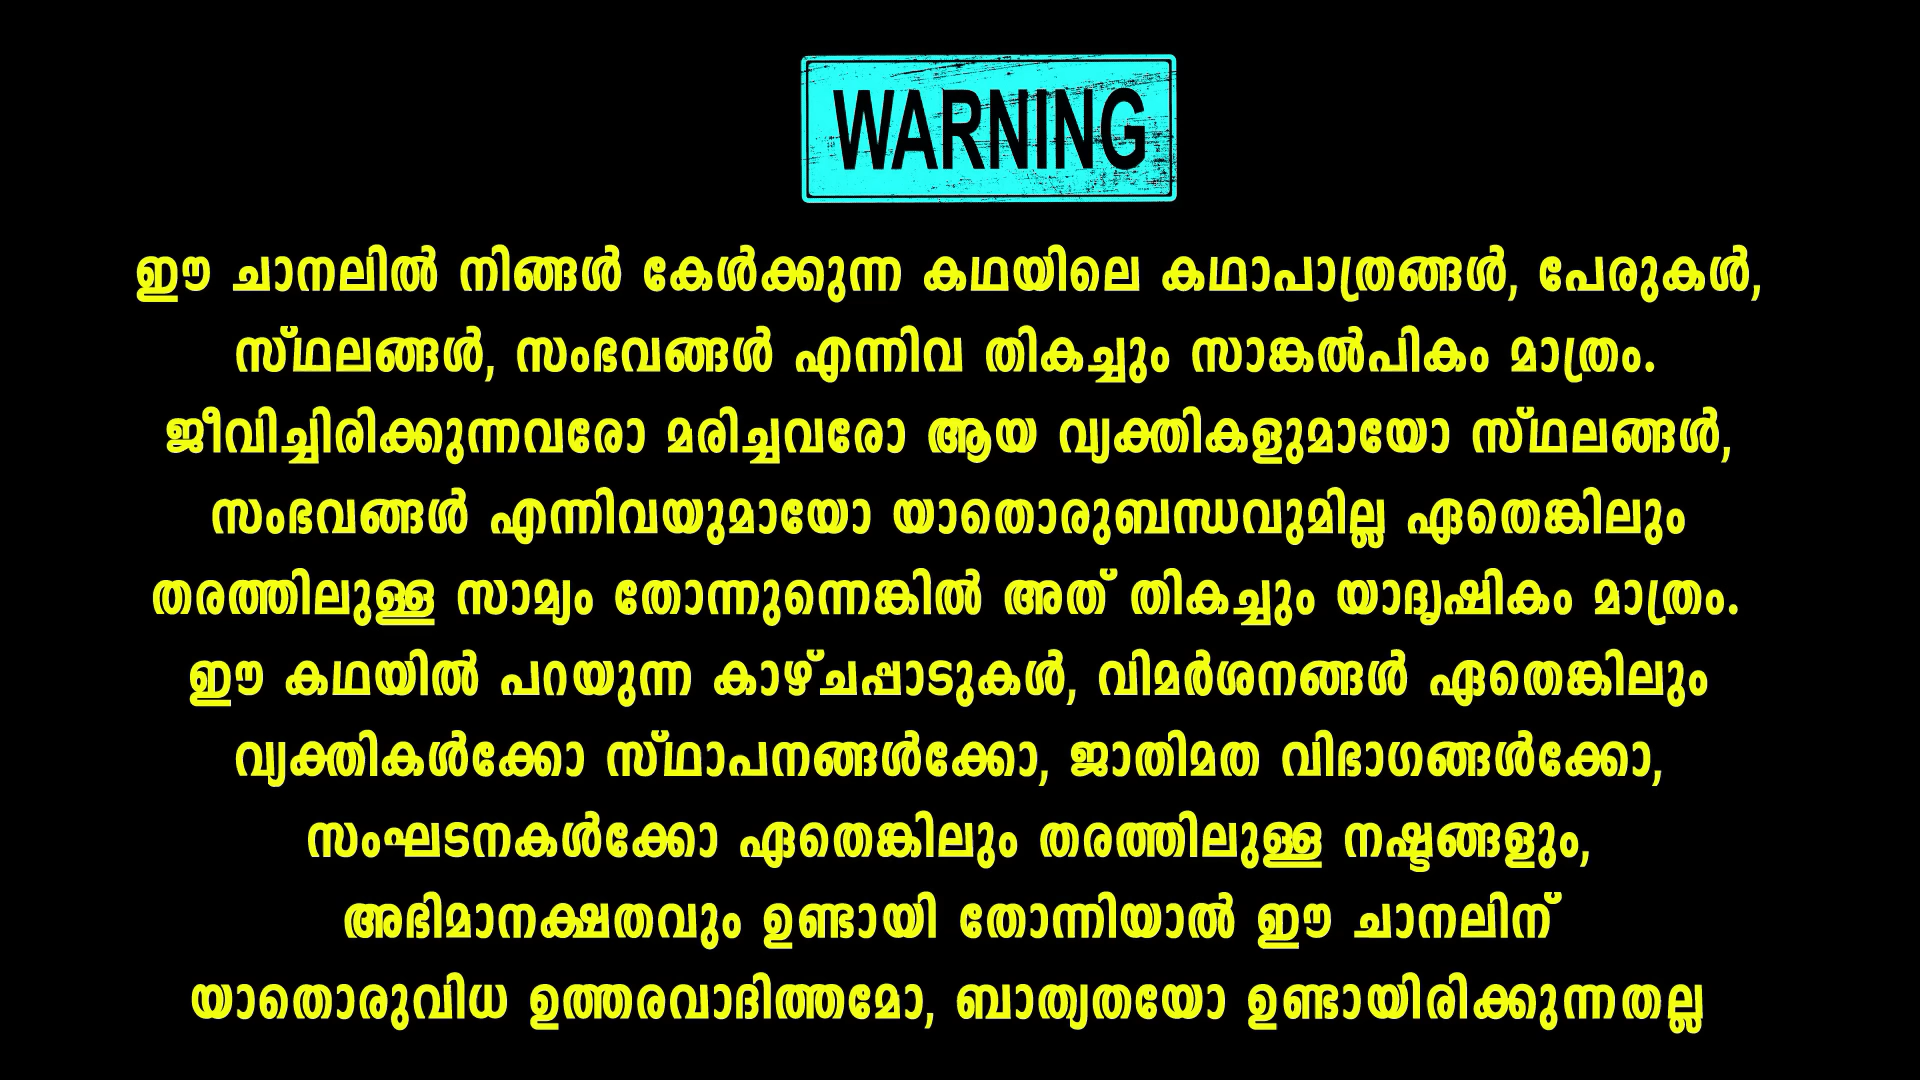 WARNING
ഈ ചാനലിൽ നിങ്ങൾ കേൾക്കുന്ന കഥയിലെ കഥാപാത്രങ്ങൾ, പേരുകൾ,
സ്ഥലങ്ങൾ, സംഭവങ്ങൾ എന്നിവ തികച്ചും സാങ്കൽപികം മാത്രം.
ജീവിച്ചിരിക്കുന്നവരോ മരിച്ചവരോ ആയ വ്യക്തികളുമായോ സ്ഥലങ്ങൾ,
സംഭവങ്ങൾ എന്നിവയുമായോ യാതൊരുബന്ധവുമില്ല ഏതെങ്കിലും
തരത്തിലുള്ള സാമ്യം തോന്നുന്നെങ്കിൽ അത് തികച്ചും യാദൃഷികം മാത്രം.
ഈ കഥയിൽ പറയുന്ന കാഴ്ചപ്പാടുകൾ, വിമർശനങ്ങൾ ഏതെങ്കിലും
വ്യക്തികൾക്കോ സ്ഥാപനങ്ങൾക്കോ, ജാതിമത വിഭാഗങ്ങൾക്കോ,
സംഘടനകൾക്കോ ഏതെങ്കിലും തരത്തിലുള്ള നഷ്ടങ്ങളും,
അഭിമാനക്ഷതവും ഉണ്ടായി തോന്നിയാൽ ഈ ചാനലിന്
യാതൊരുവിധ ഉത്തരവാദിത്തമോ, ബാത്യതയോ ഉണ്ടായിരിക്കുന്നതല്ല